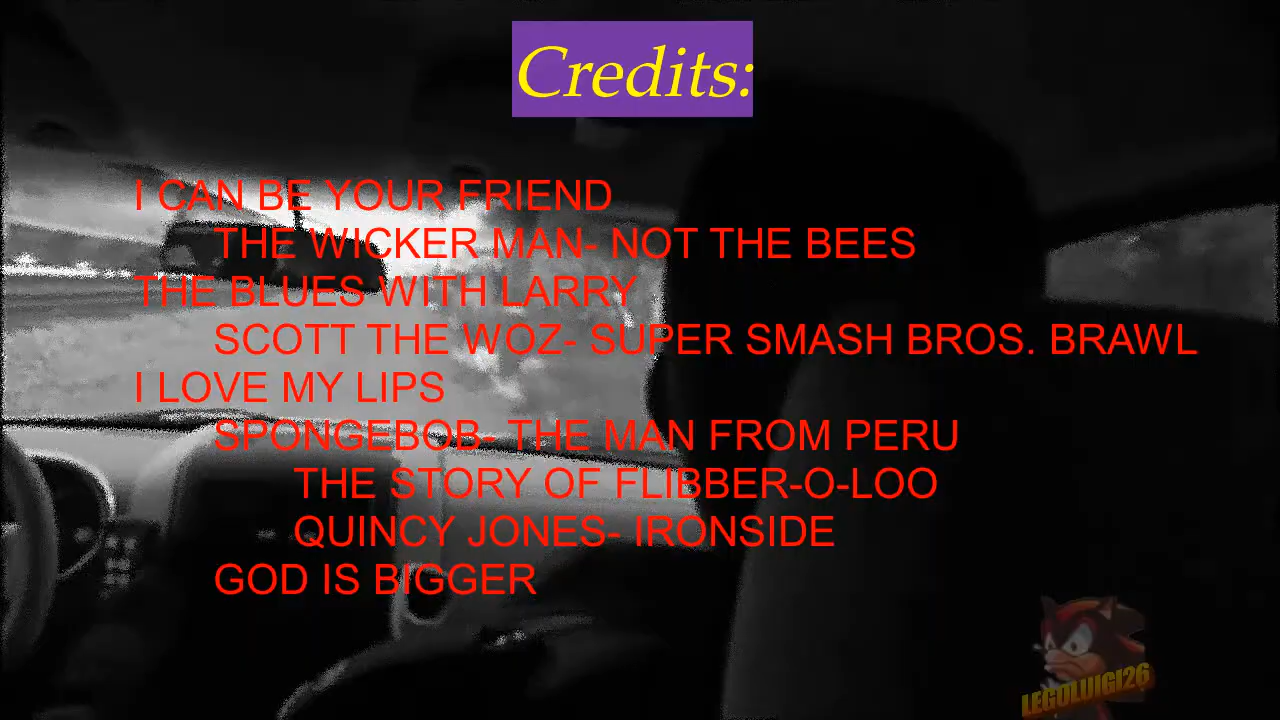 Credits:
I CAN BE YOUR FRIEND
THE WICKER MAN- NOT THE BEES
THE BLUES WITH LARRY
SCOTT THE WOZ- SUPER SMASH BROS. BRAWL
I LOVE MY LIPS
SPONGEBOB- THE MAN FROM PERU
THE STORY OF FLIBBER-O-LOO
QUINCY JONES- IRONSIDE
GOD IS BIGGER
LEGOLUIGI26